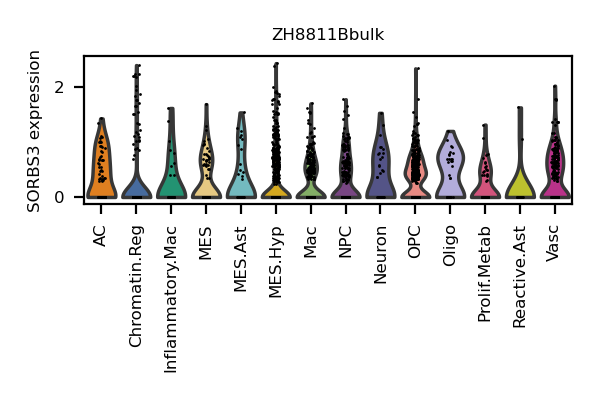 ZH8811Bbulk
SORBS3 expression
2
0
AC
Chromatin.Reg
Inflammatory.Mac
MES
MES.Ast
MES.Hyp
Mac
NPC
Neuron
OPC
Oligo
Prolif.Metab
Reactive.Ast
Vasc